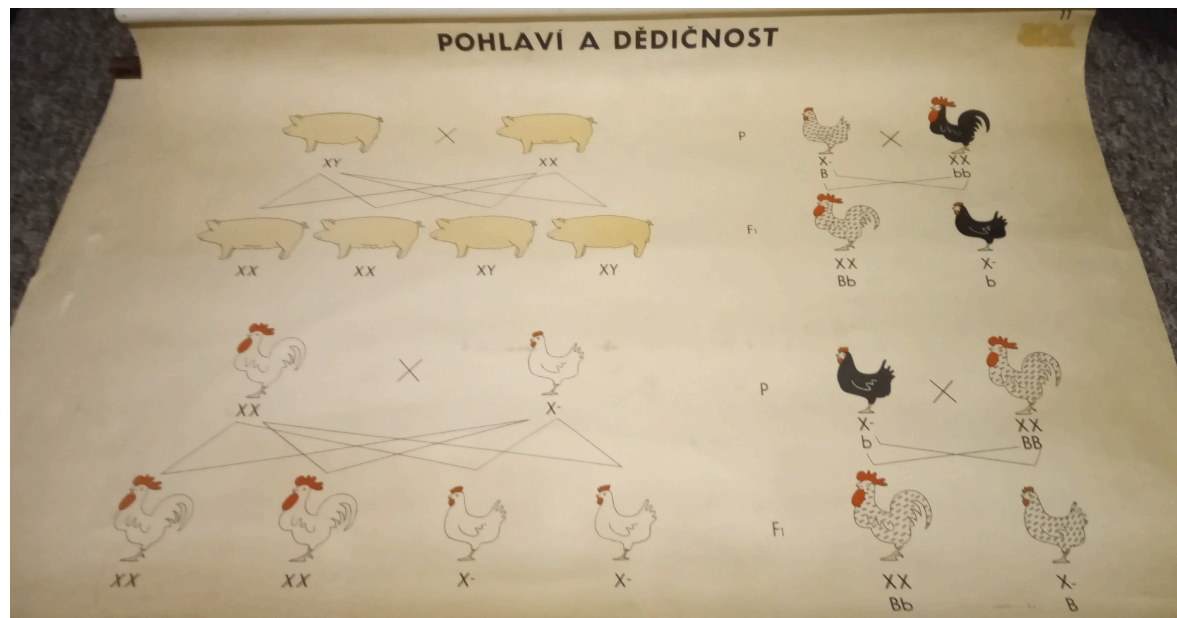 77
POHLAVÍ A DĚDIČNOST
XY XX
XX XX XY XY
P
X- XX
B bb
F₁
XX X-
Bb b
XX X-
XX XX X- X-
P
X- XX
b BB
F₁
XX X-
Bb B